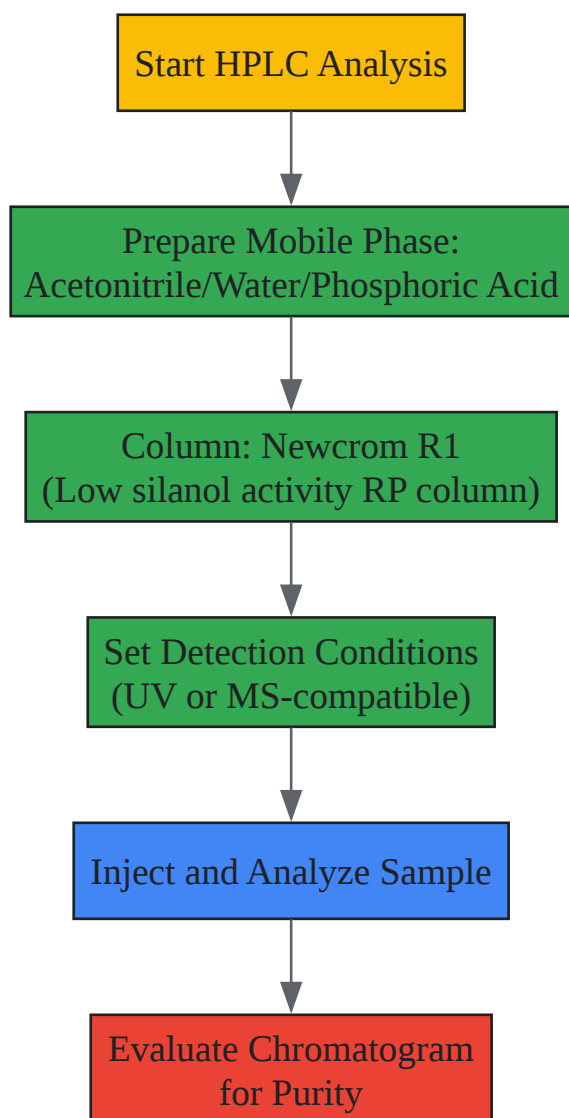 Start HPLC Analysis
Prepare Mobile Phase:
Acetonitrile/Water/Phosphoric Acid
Column: Newcrom R1
(Low silanol activity RP column)
Set Detection Conditions
(UV or MS-compatible)
Inject and Analyze Sample
Evaluate Chromatogram
for Purity